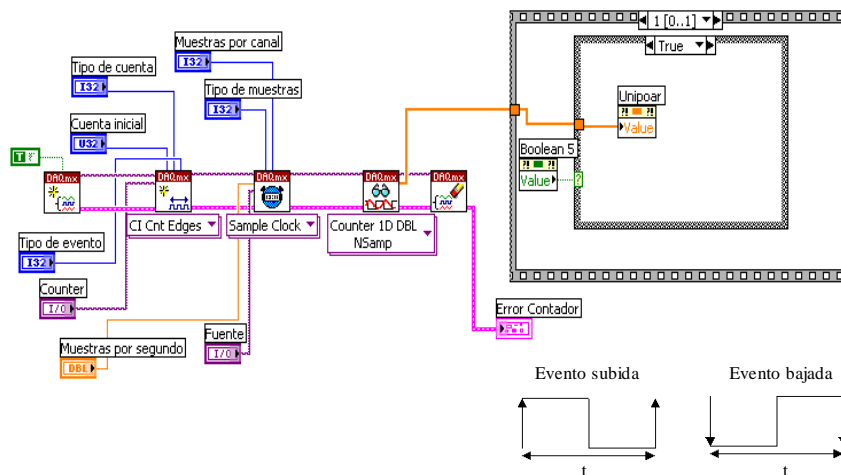 Muestras por canal
I32
1 [0..1]
True
Tipo de cuenta
I32
Tipo de muestras
I32
Unipoar
Value
Cuenta inicial
U32
Boolean 5
Value
?
T
DAQmx
DAQmx
DAQmx
DAQmx
DAQmx
CI Cnt Edges
Sample Clock
Counter 1D DBL
NSamp
Tipo de evento
I32
Counter
I/O
Error Contador
Fuente
I/O
Muestras por segundo
DBL
Evento subida
Evento bajada
t
t